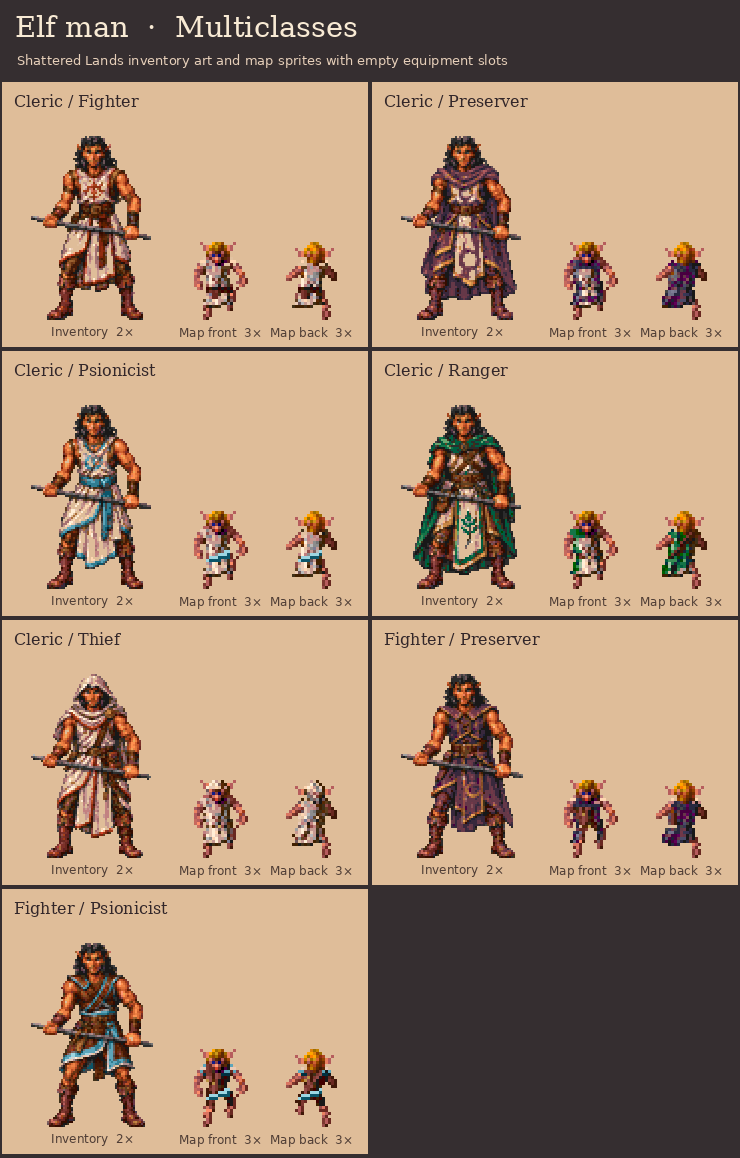 Elf man · Multiclasses
Shattered Lands inventory art and map sprites with empty equipment slots
Cleric / Fighter
Inventory 2×
Map front 3×
Map back 3×
Cleric / Preserver
Inventory 2×
Map front 3×
Map back 3×
Cleric / Psionicist
Inventory 2×
Map front 3×
Map back 3×
Cleric / Ranger
Inventory 2×
Map front 3×
Map back 3×
Cleric / Thief
Inventory 2×
Map front 3×
Map back 3×
Fighter / Preserver
Inventory 2×
Map front 3×
Map back 3×
Fighter / Psionicist
Inventory 2×
Map front 3×
Map back 3×